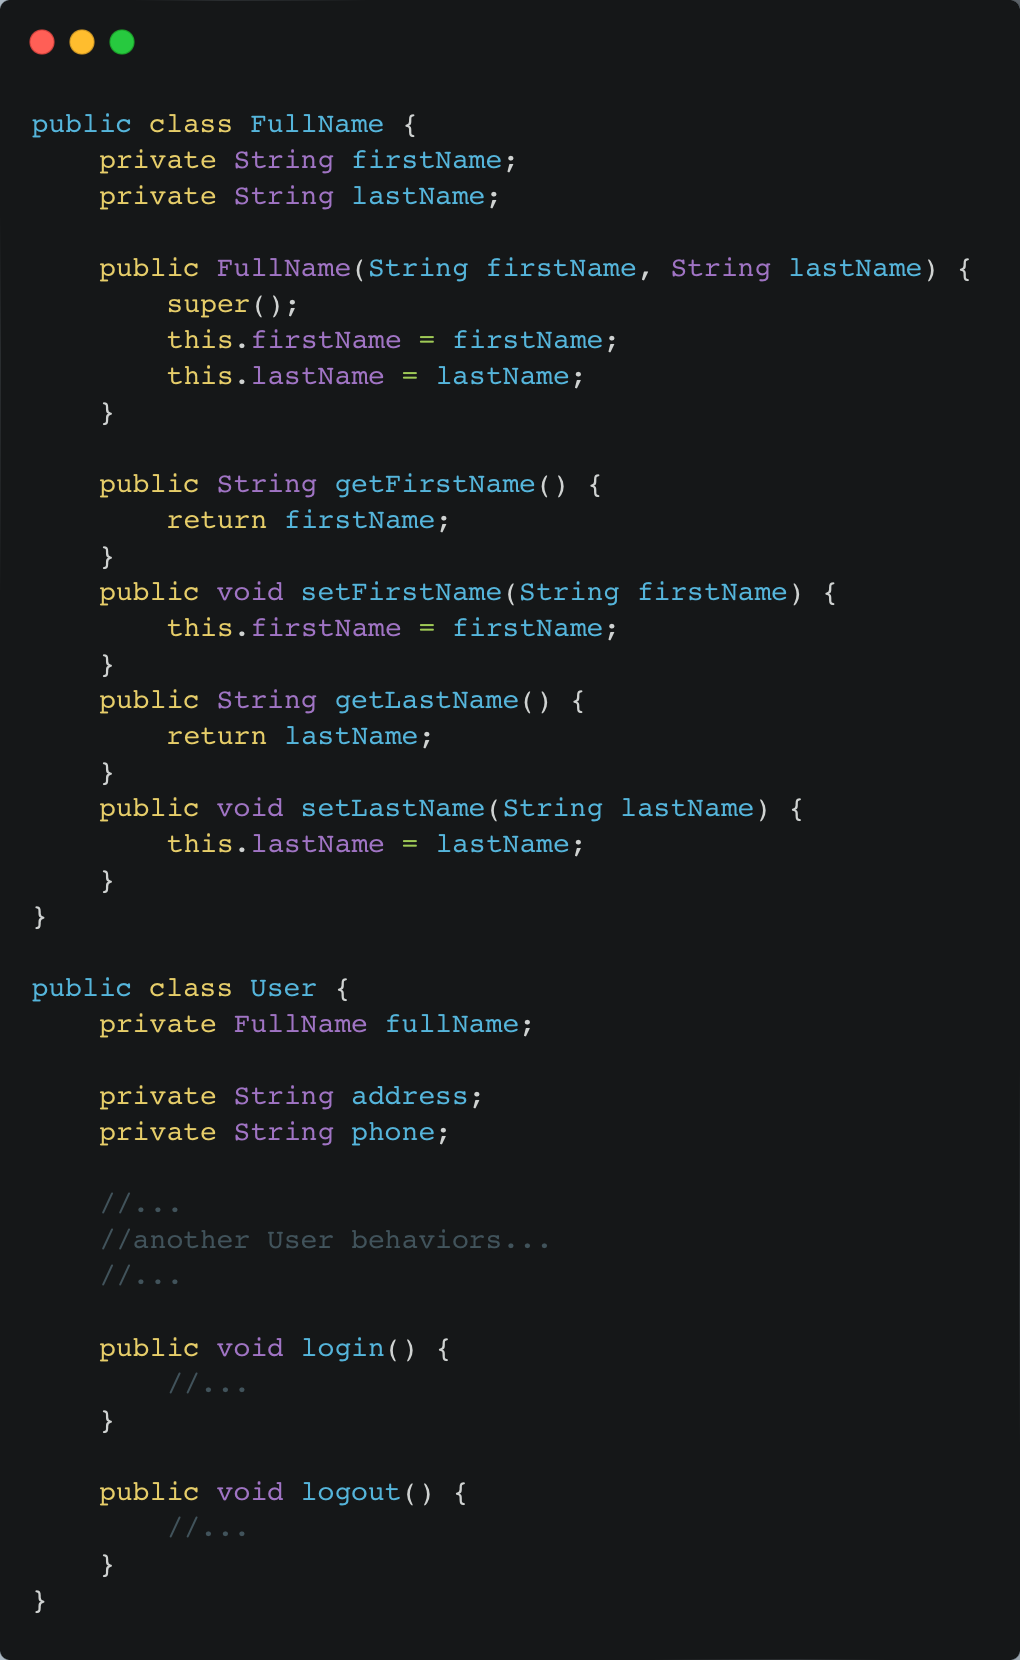 public class FullName {
    private String firstName;
    private String lastName;

    public FullName(String firstName, String lastName) {
        super();
        this.firstName = firstName;
        this.lastName = lastName;
    }

    public String getFirstName() {
        return firstName;
    }
    public void setFirstName(String firstName) {
        this.firstName = firstName;
    }
    public String getLastName() {
        return lastName;
    }
    public void setLastName(String lastName) {
        this.lastName = lastName;
    }
}

public class User {
    private FullName fullName;

    private String address;
    private String phone;

    //...
    //another User behaviors...
    //...

    public void login() {
        //...
    }

    public void logout() {
        //...
    }
}